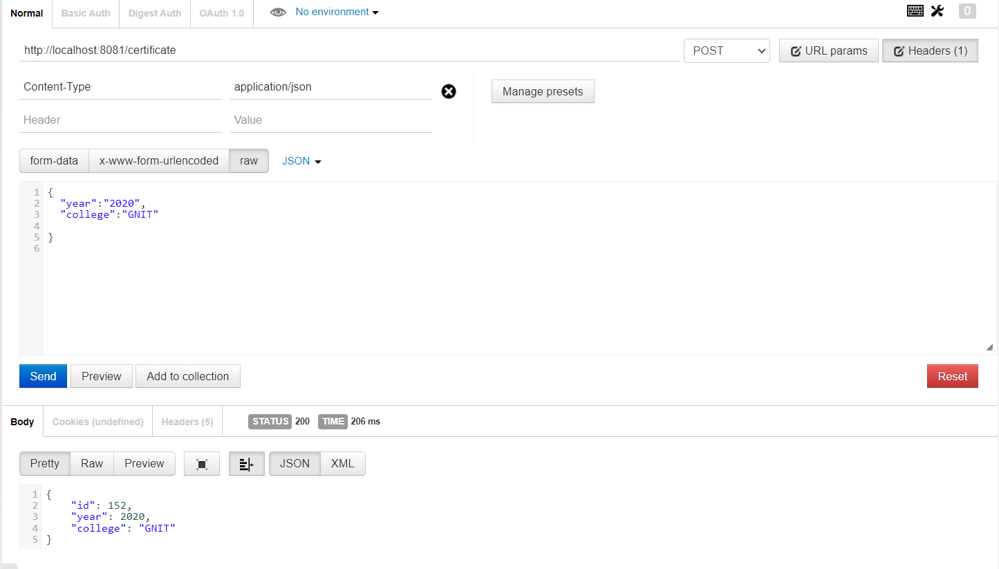 Normal Basic Auth Digest Auth OAuth 1.0 No environment 0
http://localhost:8081/certificate POST URL params Headers (1)
Content-Type application/json Manage presets
Header Value
form-data x-www-form-urlencoded raw JSON
1 {
2 "year":"2020",
3 "college":"GNIT"
4
5 }
6
Send Preview Add to collection Reset
Body Cookies (undefined) Headers (5) STATUS 200 TIME 206 ms
Pretty Raw Preview JSON XML
1 {
2 "id": 152,
3 "year": 2020,
4 "college": "GNIT"
5 }